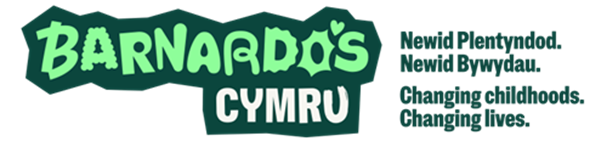 BARNARDO'S
CYMRU
Newid Plentyndod.
Newid Bywydau.
Changing childhoods.
Changing lives.